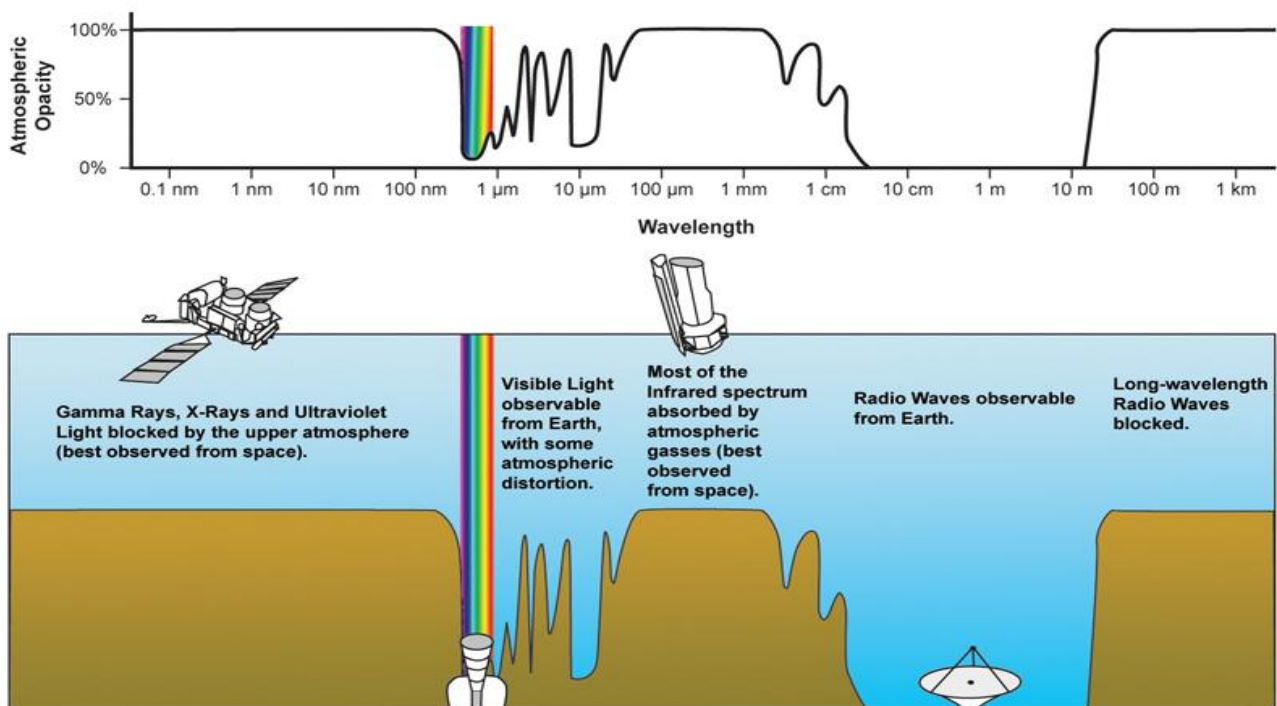 Atmospheric
Opacity
100%
50%
0%
0.1 nm
1 nm
10 nm
100 nm
1 µm
10 µm
100 µm
1 mm
1 cm
10 cm
1 m
10 m
100 m
1 km
Wavelength
Gamma Rays, X-Rays and Ultraviolet
Light blocked by the upper atmosphere
(best observed from space).
Visible Light
observable
from Earth,
with some
atmospheric
distortion.
Most of the
Infrared spectrum
absorbed by
atmospheric
gasses (best
observed
from space).
Radio Waves observable
from Earth.
Long-wavelength
Radio Waves
blocked.